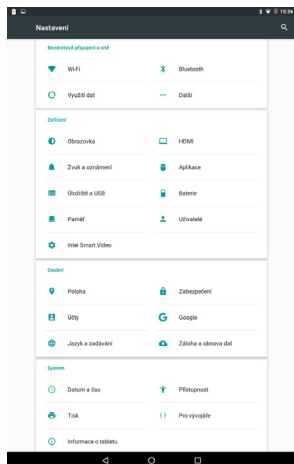 15:36
Nastavení
Bezdrátová připojení a sítě
Wi-Fi
Bluetooth
Využití dat
Další
Zařízení
Obrazovka
HDMI
Zvuk a oznámení
Aplikace
Úložiště a USB
Baterie
Paměť
Uživatelé
Intel Smart Video
Osobní
Poloha
Zabezpečení
Účty
Google
Jazyk a zadávání
Záloha a obnova dat
Systém
Datum a čas
Přístupnost
Tisk
Pro vývojáře
Informace o tabletu